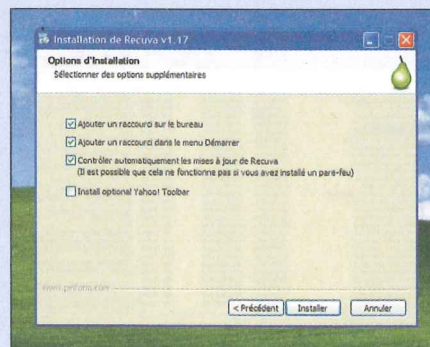 Installation de Recuva v1.17
Options d'Installation
Sélectionner des options supplémentaires
Ajouter un raccourci sur le bureau
Ajouter un raccourci dans le menu Démarrer
Contrôler automatiquement les mises à jour de Recuva
(Il est possible que cela ne fonctionne pas si vous avez installé un pare-feu)
Install optional Yahoo! Toolbar
www.piriform.com
< Précédent
Installer
Annuler